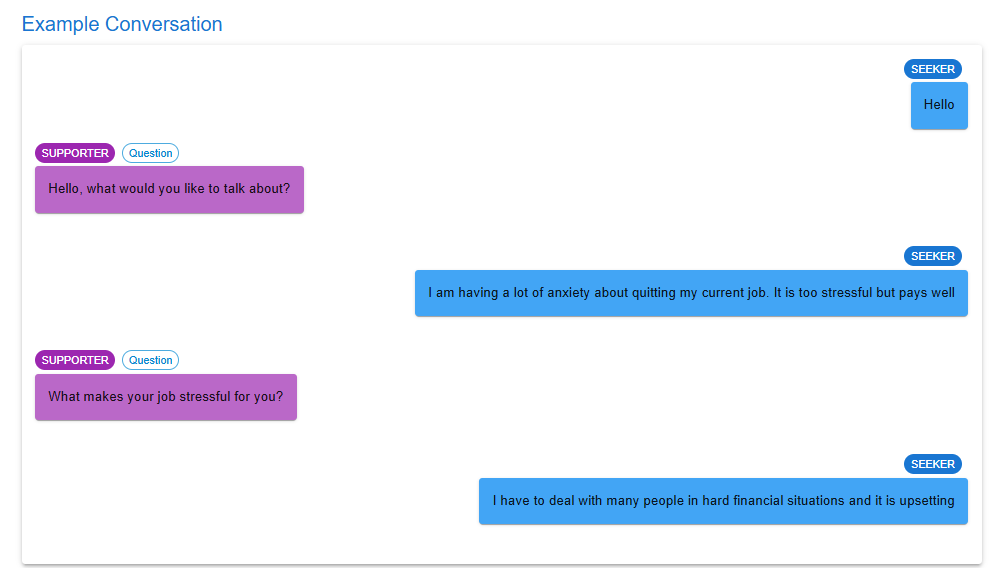 Example Conversation
SEEKER
Hello
SUPPORTER Question
Hello, what would you like to talk about?
SEEKER
I am having a lot of anxiety about quitting my current job. It is too stressful but pays well
SUPPORTER Question
What makes your job stressful for you?
SEEKER
I have to deal with many people in hard financial situations and it is upsetting